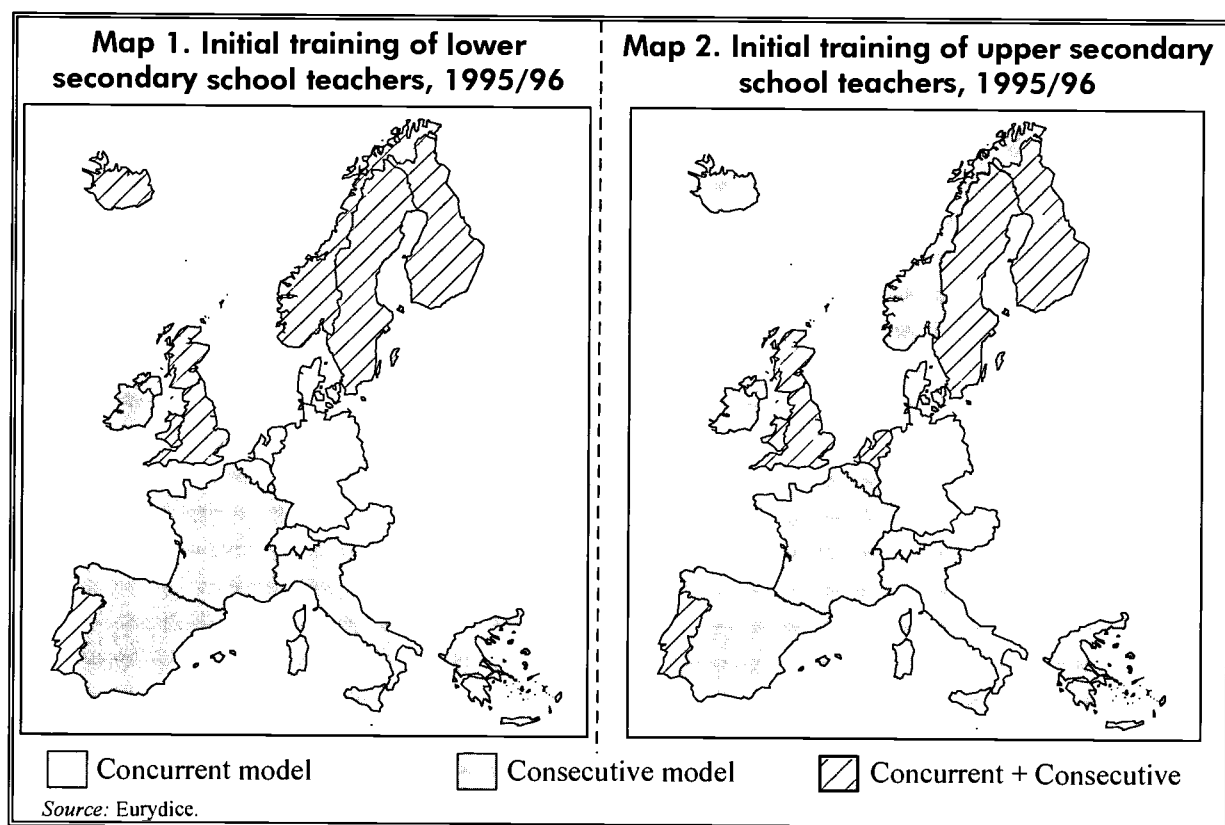 Map 1. Initial training of lower
secondary school teachers, 1995/96
Map 2. Initial training of upper secondary
school teachers, 1995/96
Concurrent model
Consecutive model
Concurrent + Consecutive
Source: Eurydice.